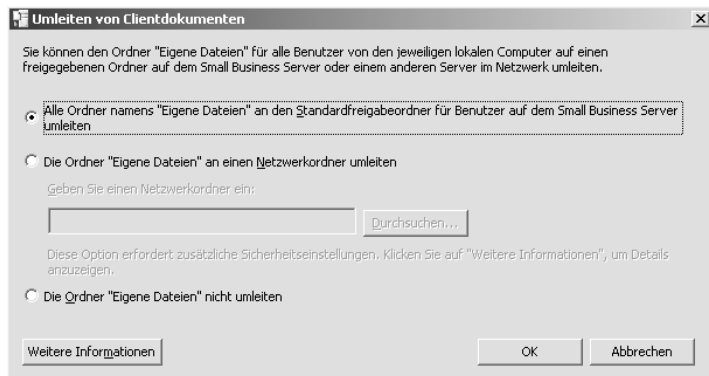 Umleiten von Clientdokumenten
Sie können den Ordner "Eigene Dateien" für alle Benutzer von den jeweiligen lokalen Computer auf einen
freigegebenen Ordner auf dem Small Business Server oder einem anderen Server im Netzwerk umleiten.
Alle Ordner namens "Eigene Dateien" an den Standardfreigabeordner für Benutzer auf dem Small Business Server
umleiten
Die Ordner "Eigene Dateien" an einen Netzwerkordner umleiten
Geben Sie einen Netzwerkordner ein:
Durchsuchen...
Diese Option erfordert zusätzliche Sicherheitseinstellungen. Klicken Sie auf "Weitere Informationen", um Details
anzuzeigen.
Die Ordner "Eigene Dateien" nicht umleiten
Weitere Informationen OK Abbrechen